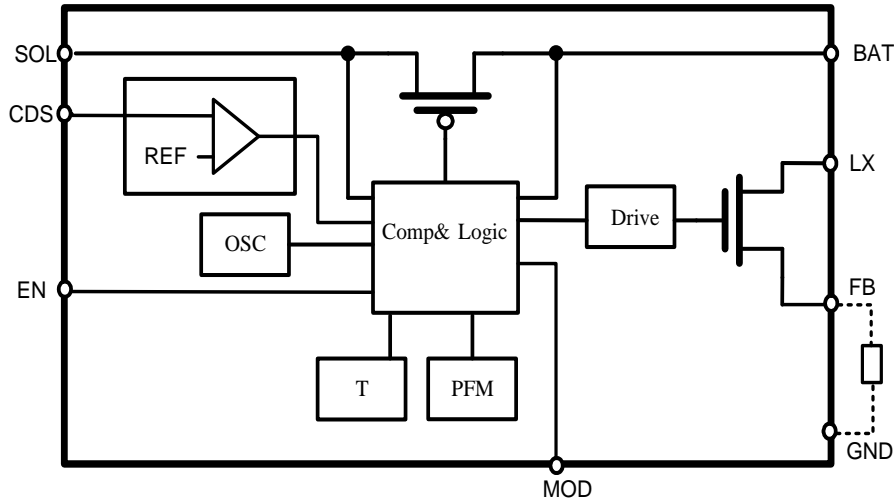 SOL
BAT
CDS
REF
LX
Comp& Logic
Drive
OSC
EN
FB
T
PFM
GND
MOD